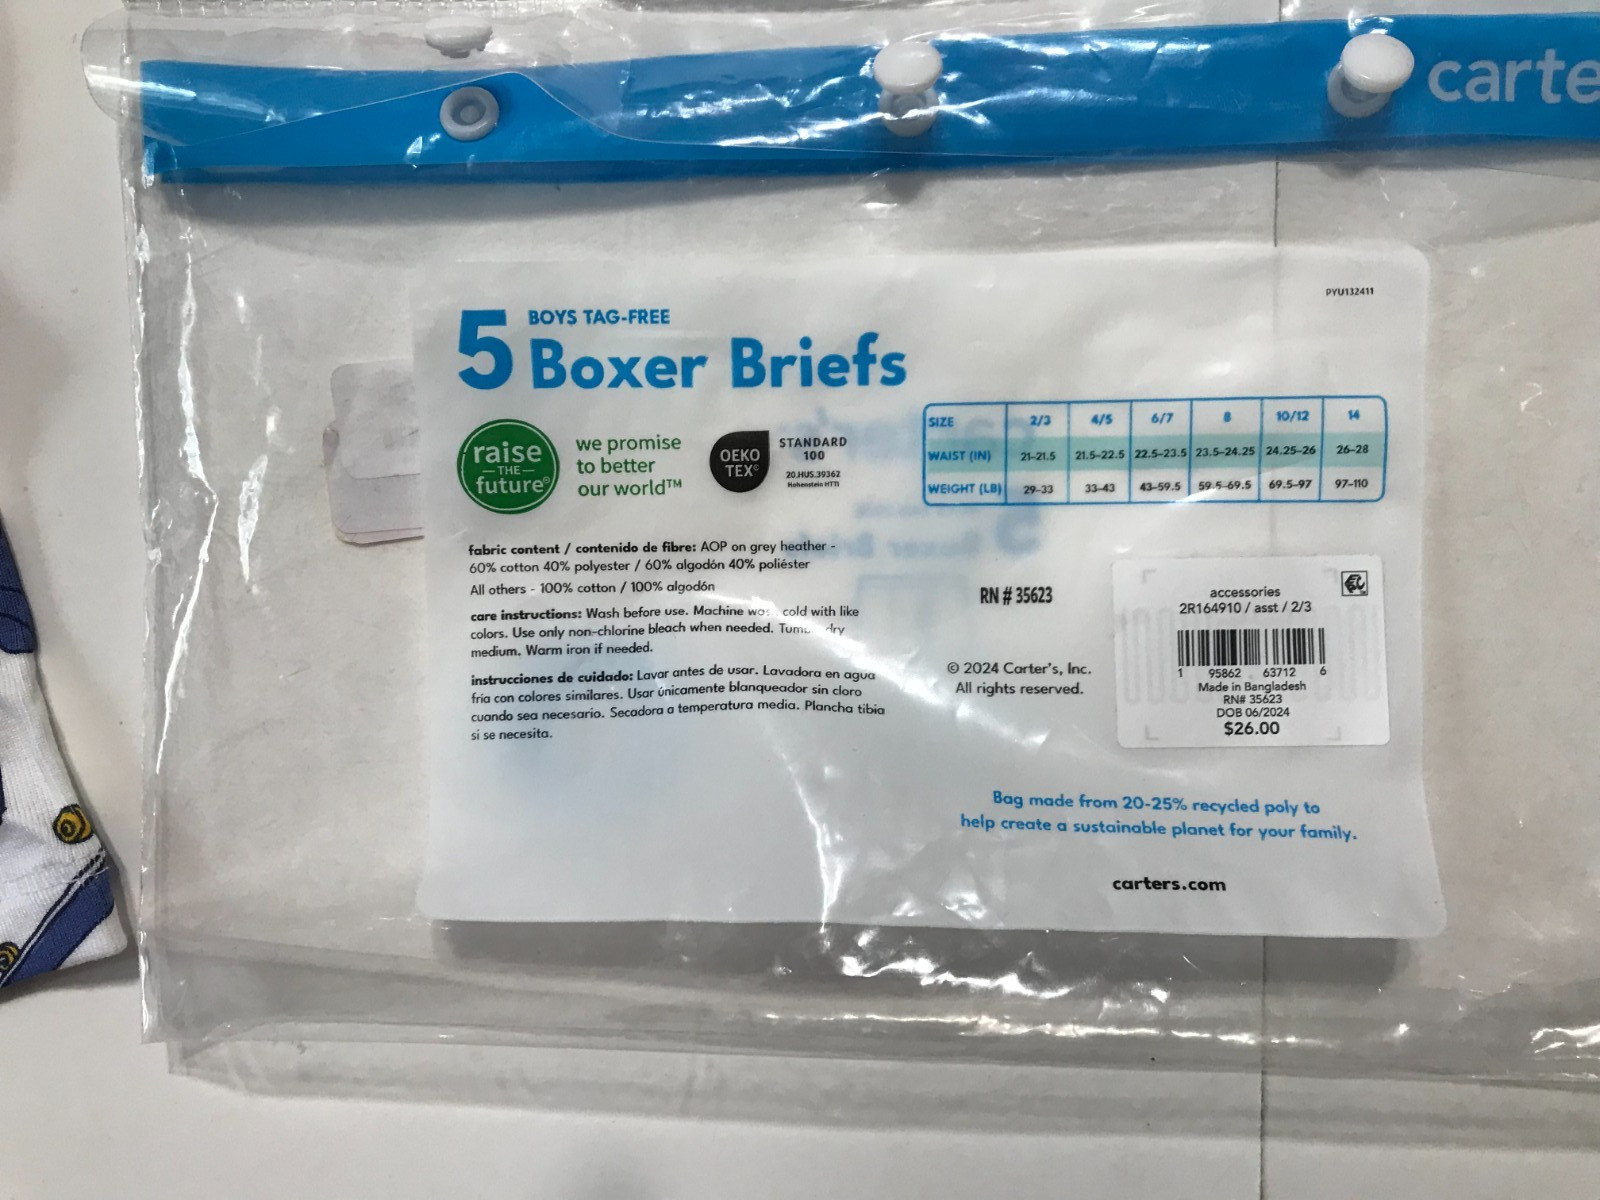 carte
PYU132411
5 BOYS TAG-FREE
Boxer Briefs
raise
THE
future®
we promise
to better
our world™
OEKO
TEX®
STANDARD
100
20.HUS.39362
Hohenstein HTTI
SIZE 2/3 4/5 6/7 8 10/12 14
WAIST (IN) 21-21.5 21.5-22.5 22.5-23.5 23.5-24.25 24.25-26 26-28
WEIGHT (LB) 29-33 33-43 43-59.5 59.5-69.5 69.5-97 97-110
fabric content / contenido de fibre: AOP on grey heather -
60% cotton 40% polyester / 60% algodón 40% poliéster
All others - 100% cotton / 100% algodón
care instructions: Wash before use. Machine cold with like
colors. Use only non-chlorine bleach when needed. dry
medium. Warm iron if needed.
instrucciones de cuidado: Lavar antes de usar. Lavadora en agua
fría con colores similares. Usar únicamente blanqueador sin cloro
cuando sea necesario. Secadora a temperatura media. Plancha tibia
si se necesita.
RN # 35623
© 2024 Carter's, Inc.
All rights reserved.
accessories
2R164910 / asst / 2/3
1 95862 63712 6
Made in Bangladesh
RN# 35623
DOB 06/2024
$26.00
Bag made from 20-25% recycled poly to
help create a sustainable planet for your family.
carters.com